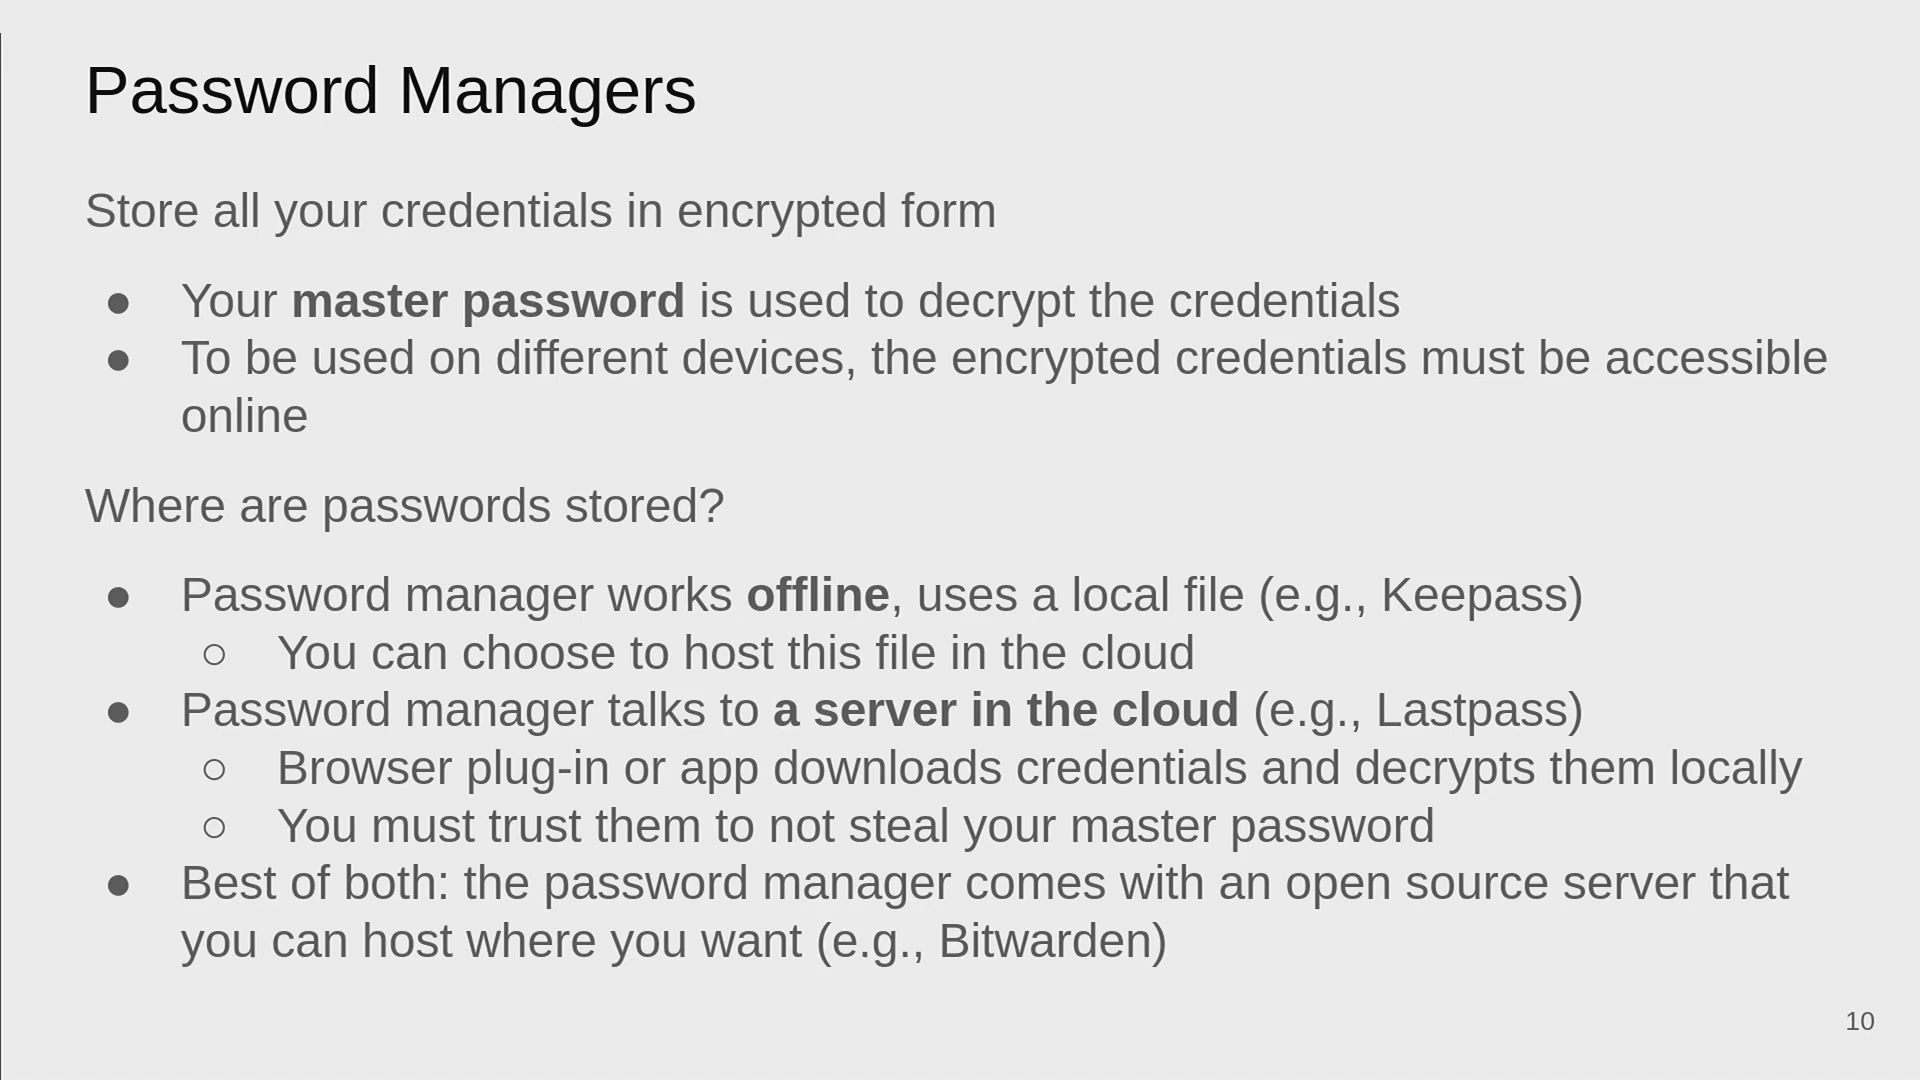 Password Managers
Store all your credentials in encrypted form
● Your master password is used to decrypt the credentials
● To be used on different devices, the encrypted credentials must be accessible
online
Where are passwords stored?
● Password manager works offline, uses a local file (e.g., Keepass)
○ You can choose to host this file in the cloud
● Password manager talks to a server in the cloud (e.g., Lastpass)
○ Browser plug-in or app downloads credentials and decrypts them locally
○ You must trust them to not steal your master password
● Best of both: the password manager comes with an open source server that
you can host where you want (e.g., Bitwarden)
10